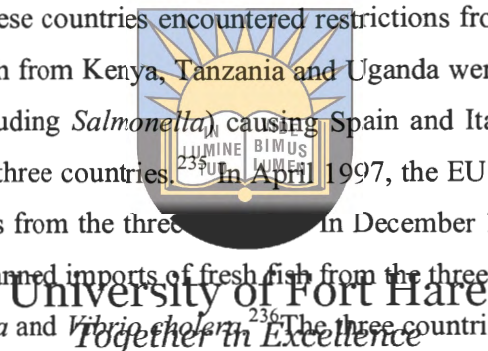 ese countries encountered restrictions fro
n from Kenya, Tanzania and Uganda wer
uding Salmonella) causing Spain and Ita
three countries.235 In April 1997, the EU
s from the three In December
nned imports of fresh fish from the three
a and Vibrio cholera.236 The three countri
IN
LUMINE BIMUS
TUO LUMEN
University of Fort Hare
Together in Excellence